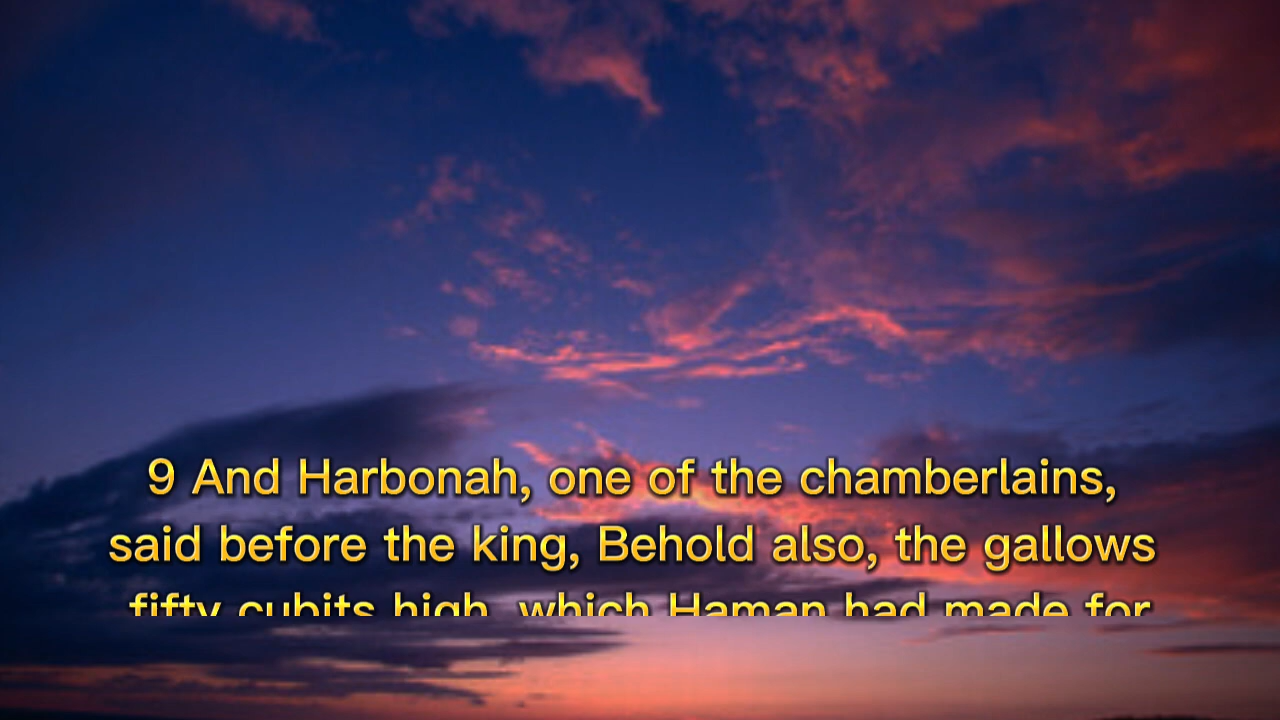 9 And Harbonah, one of the chamberlains,
said before the king, Behold also, the gallows
fifty cubits high, which Haman had made for